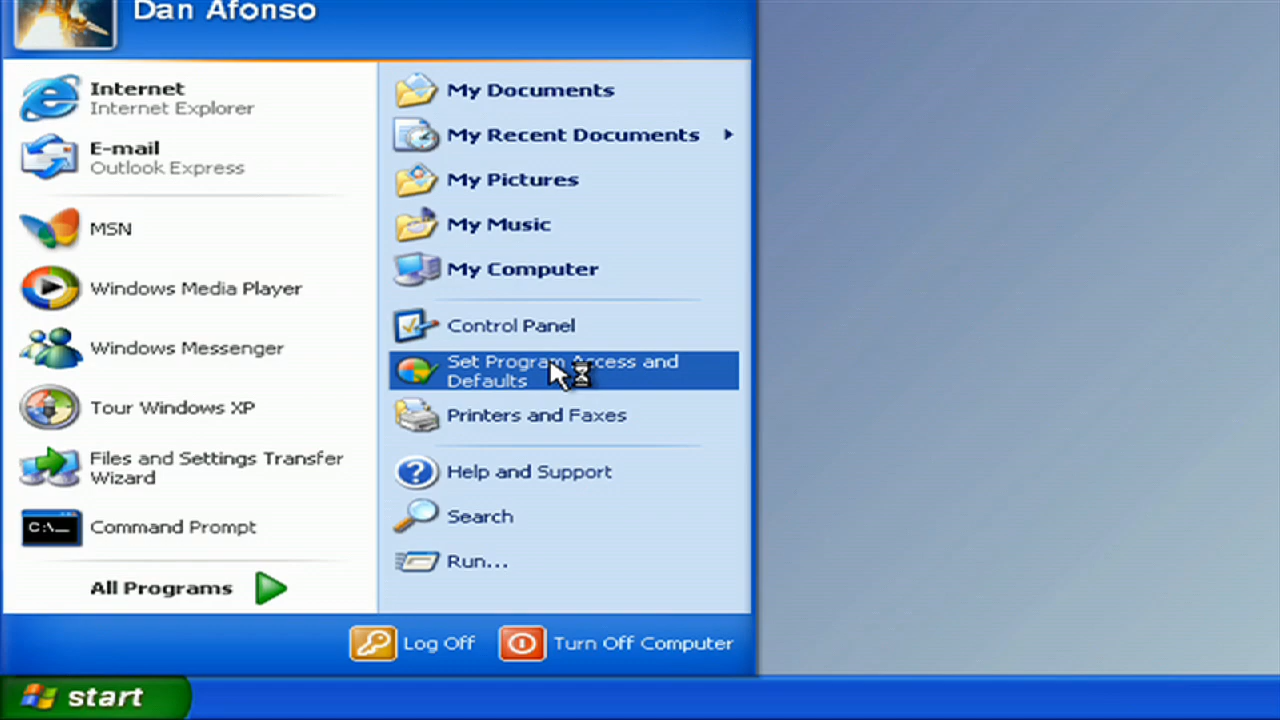 Dan Afonso
Internet
Internet Explorer
E-mail
Outlook Express
MSN
Windows Media Player
Windows Messenger
Tour Windows XP
Files and Settings Transfer
Wizard
C:\_
Command Prompt
All Programs
My Documents
My Recent Documents
My Pictures
My Music
My Computer
Control Panel
Set Program Access and
Defaults
Printers and Faxes
Help and Support
Search
Run...
Log Off
Turn Off Computer
start